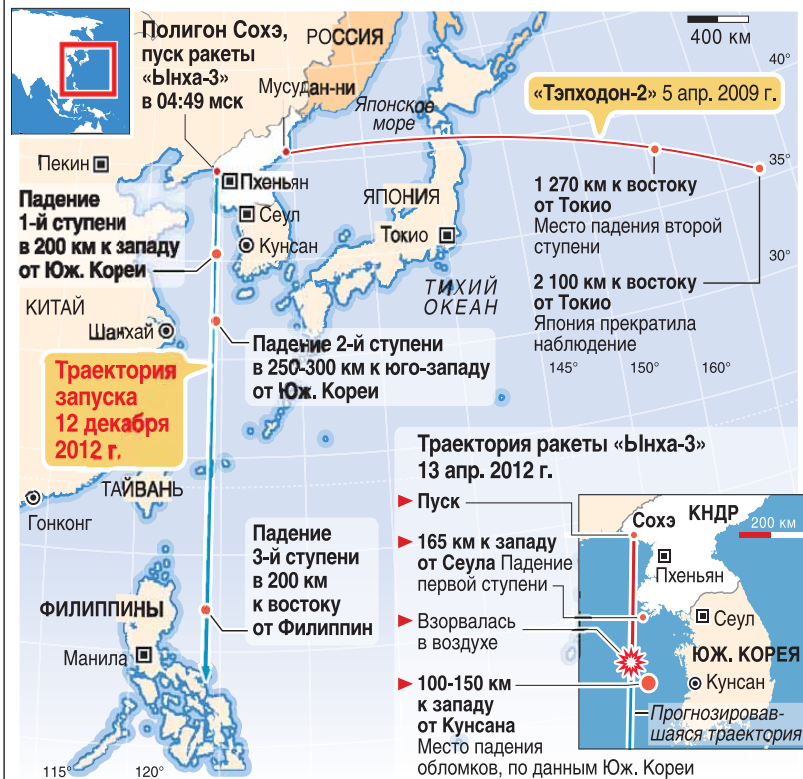 Полигон Сохэ,
пуск ракеты
«Ынха-3»
в 04:49 мск
РОССИЯ
400 км
40°
Мусудан-ни
Японское
море
«Тэпходон-2» 5 апр. 2009 г.
Пекин
35°
Пхеньян
Падение
1-й ступени
в 200 км к западу
от Юж. Кореи
Сеул
Кунсан
ЯПОНИЯ
Токио
1 270 км к востоку
от Токио
Место падения второй
ступени
30°
2 100 км к востоку
от Токио
Япония прекратила
наблюдение
ТИХИЙ
ОКЕАН
КИТАЙ
Шанхай
145°
150°
160°
Падение 2-й ступени
в 250-300 км к юго-западу
от Юж. Кореи
Траектория
запуска
12 декабря
2012 г.
ТАЙВАНЬ
Гонконг
Падение
3-й ступени
в 200 км
к востоку
от Филиппин
ФИЛИППИНЫ
Манила
115°
120°
Траектория ракеты «Ынха-3»
13 апр. 2012 г.
Пуск
165 км к западу
от Сеула Падение
первой ступени
Взорвалась
в воздухе
100-150 км
к западу
от Кунсана
Место падения
обломков, по данным Юж. Кореи
Сохэ
КНДР
200 км
Пхеньян
Сеул
ЮЖ. КОРЕЯ
Кунсан
Прогнозировав-
шаяся траектория